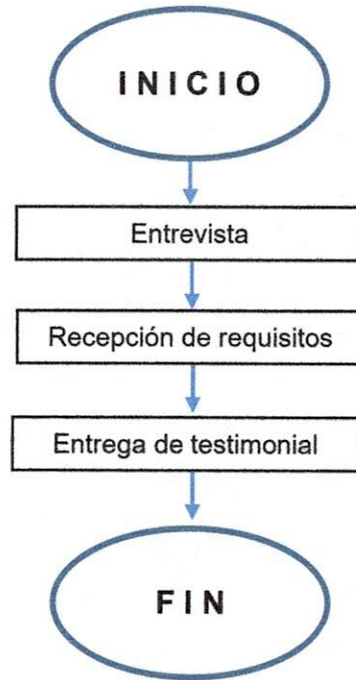 INICIO
Entrevista
Recepción de requisitos
Entrega de testimonial
FIN